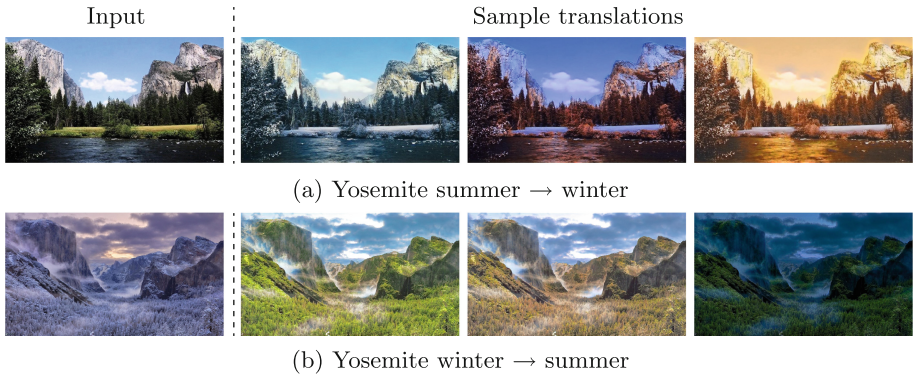 Input
Sample translations
(a) Yosemite summer → winter
(b) Yosemite winter → summer